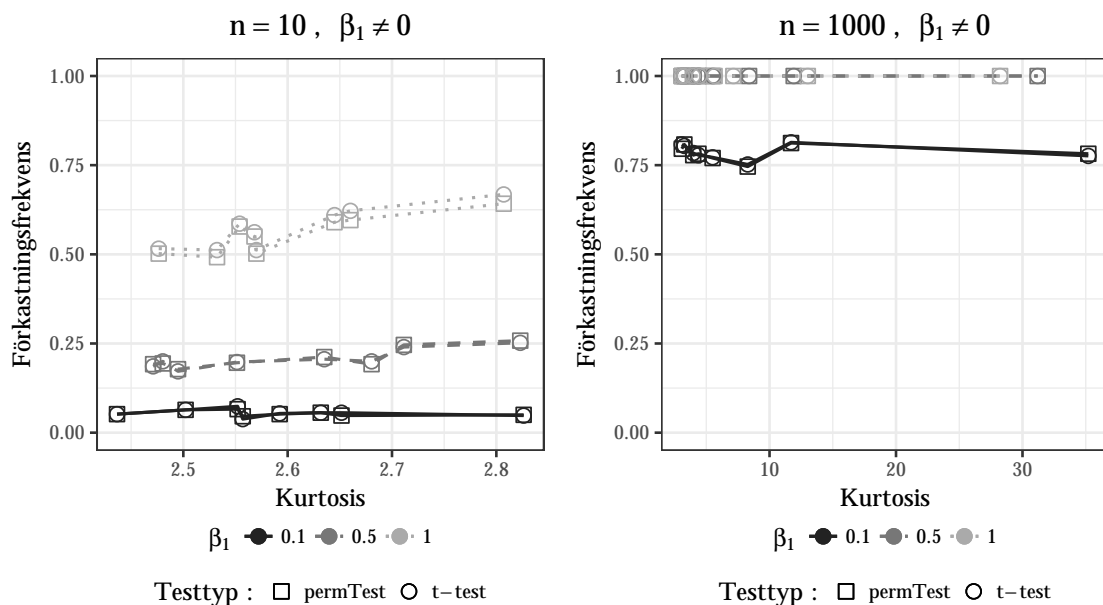 n = 10 , β₁ ≠ 0
1.00
0.75
0.50
0.25
0.00
Förkastningsfrekvens
2.5 2.6 2.7 2.8
Kurtosis
β₁ 0.1 0.5 1
Testtyp : permTest t−test
n = 1000 , β₁ ≠ 0
1.00
0.75
0.50
0.25
0.00
Förkastningsfrekvens
10 20 30
Kurtosis
β₁ 0.1 0.5 1
Testtyp : permTest t−test